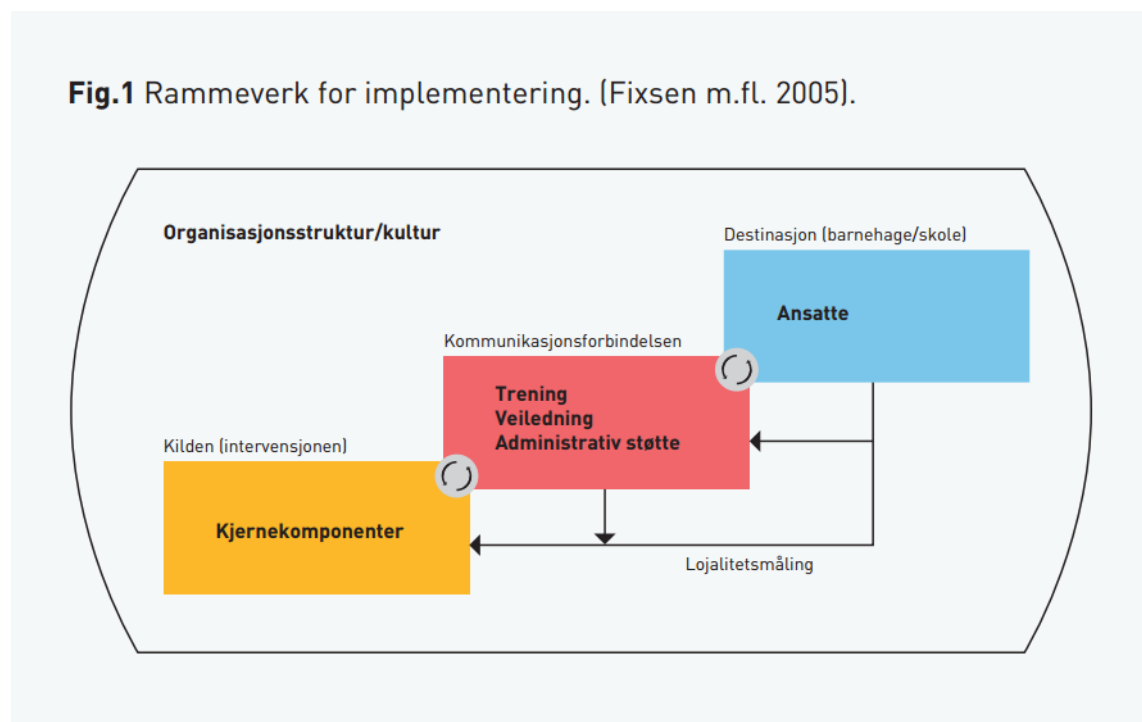 Fig.1 Rammeverk for implementering. (Fixsen m.fl. 2005).
Organisasjonsstruktur/kultur
Destinasjon (barnehage/skole)
Ansatte
Kommunikasjonsforbindelsen
Trening
Veiledning
Administrativ støtte
Kilden (intervensjonen)
Kjernekomponenter
Lojalitetsmåling